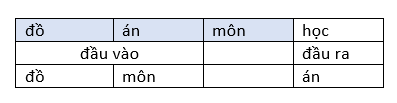 đồ án môn học
đầu vào đầu ra
đồ môn án